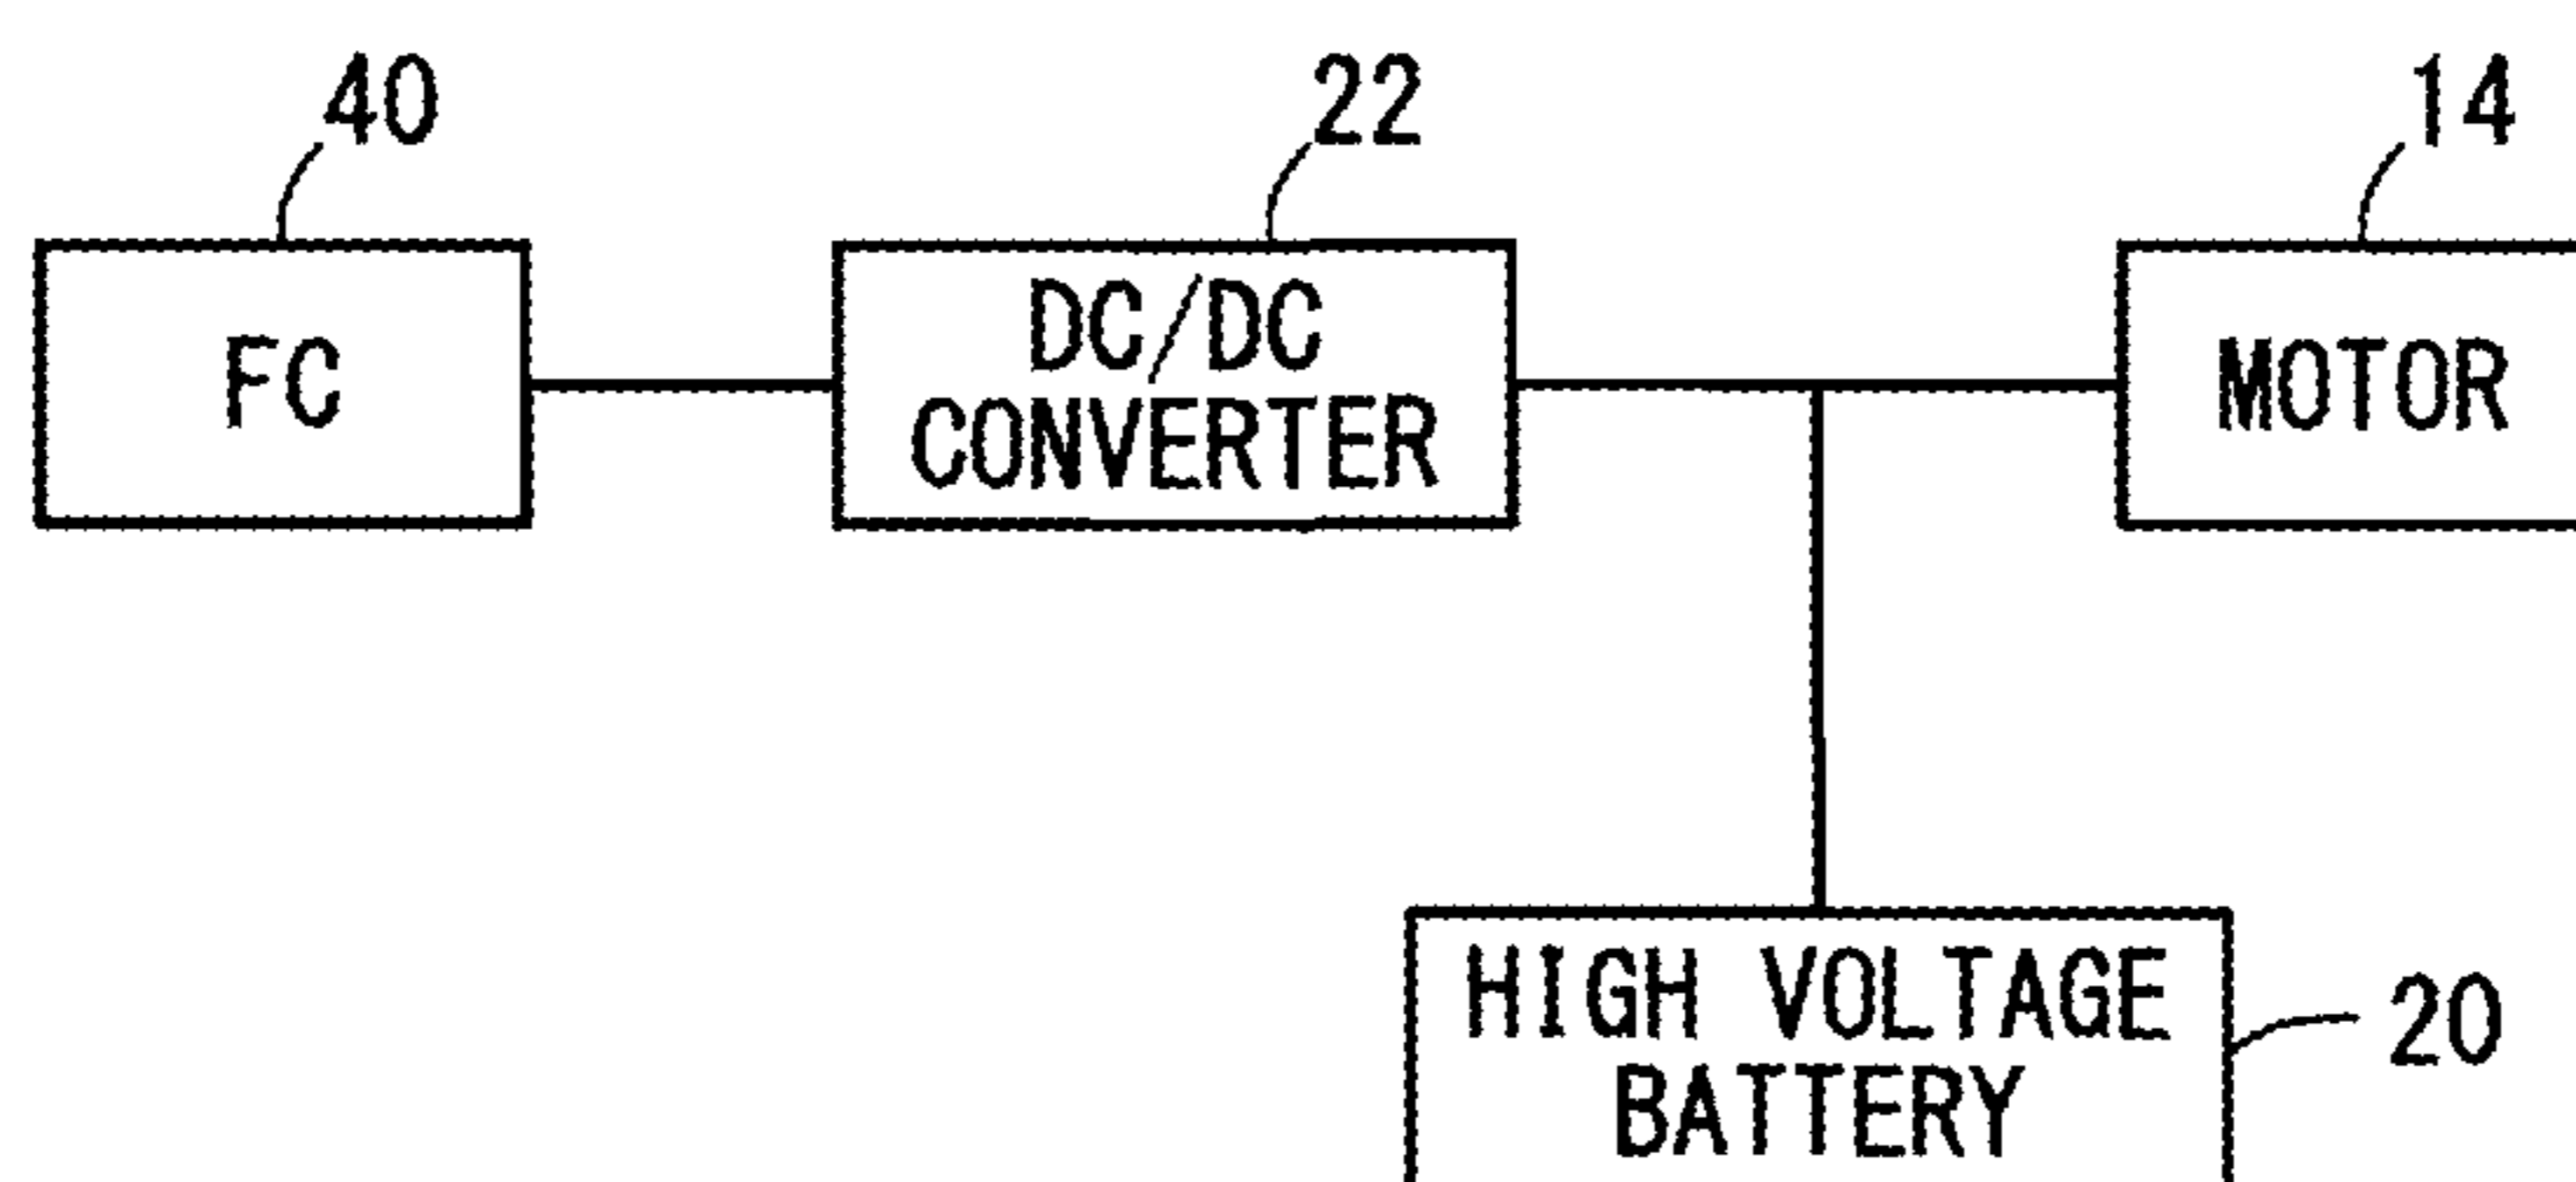 40
22
14
FC
DC/DC
CONVERTER
MOTOR
HIGH VOLTAGE
BATTERY
20